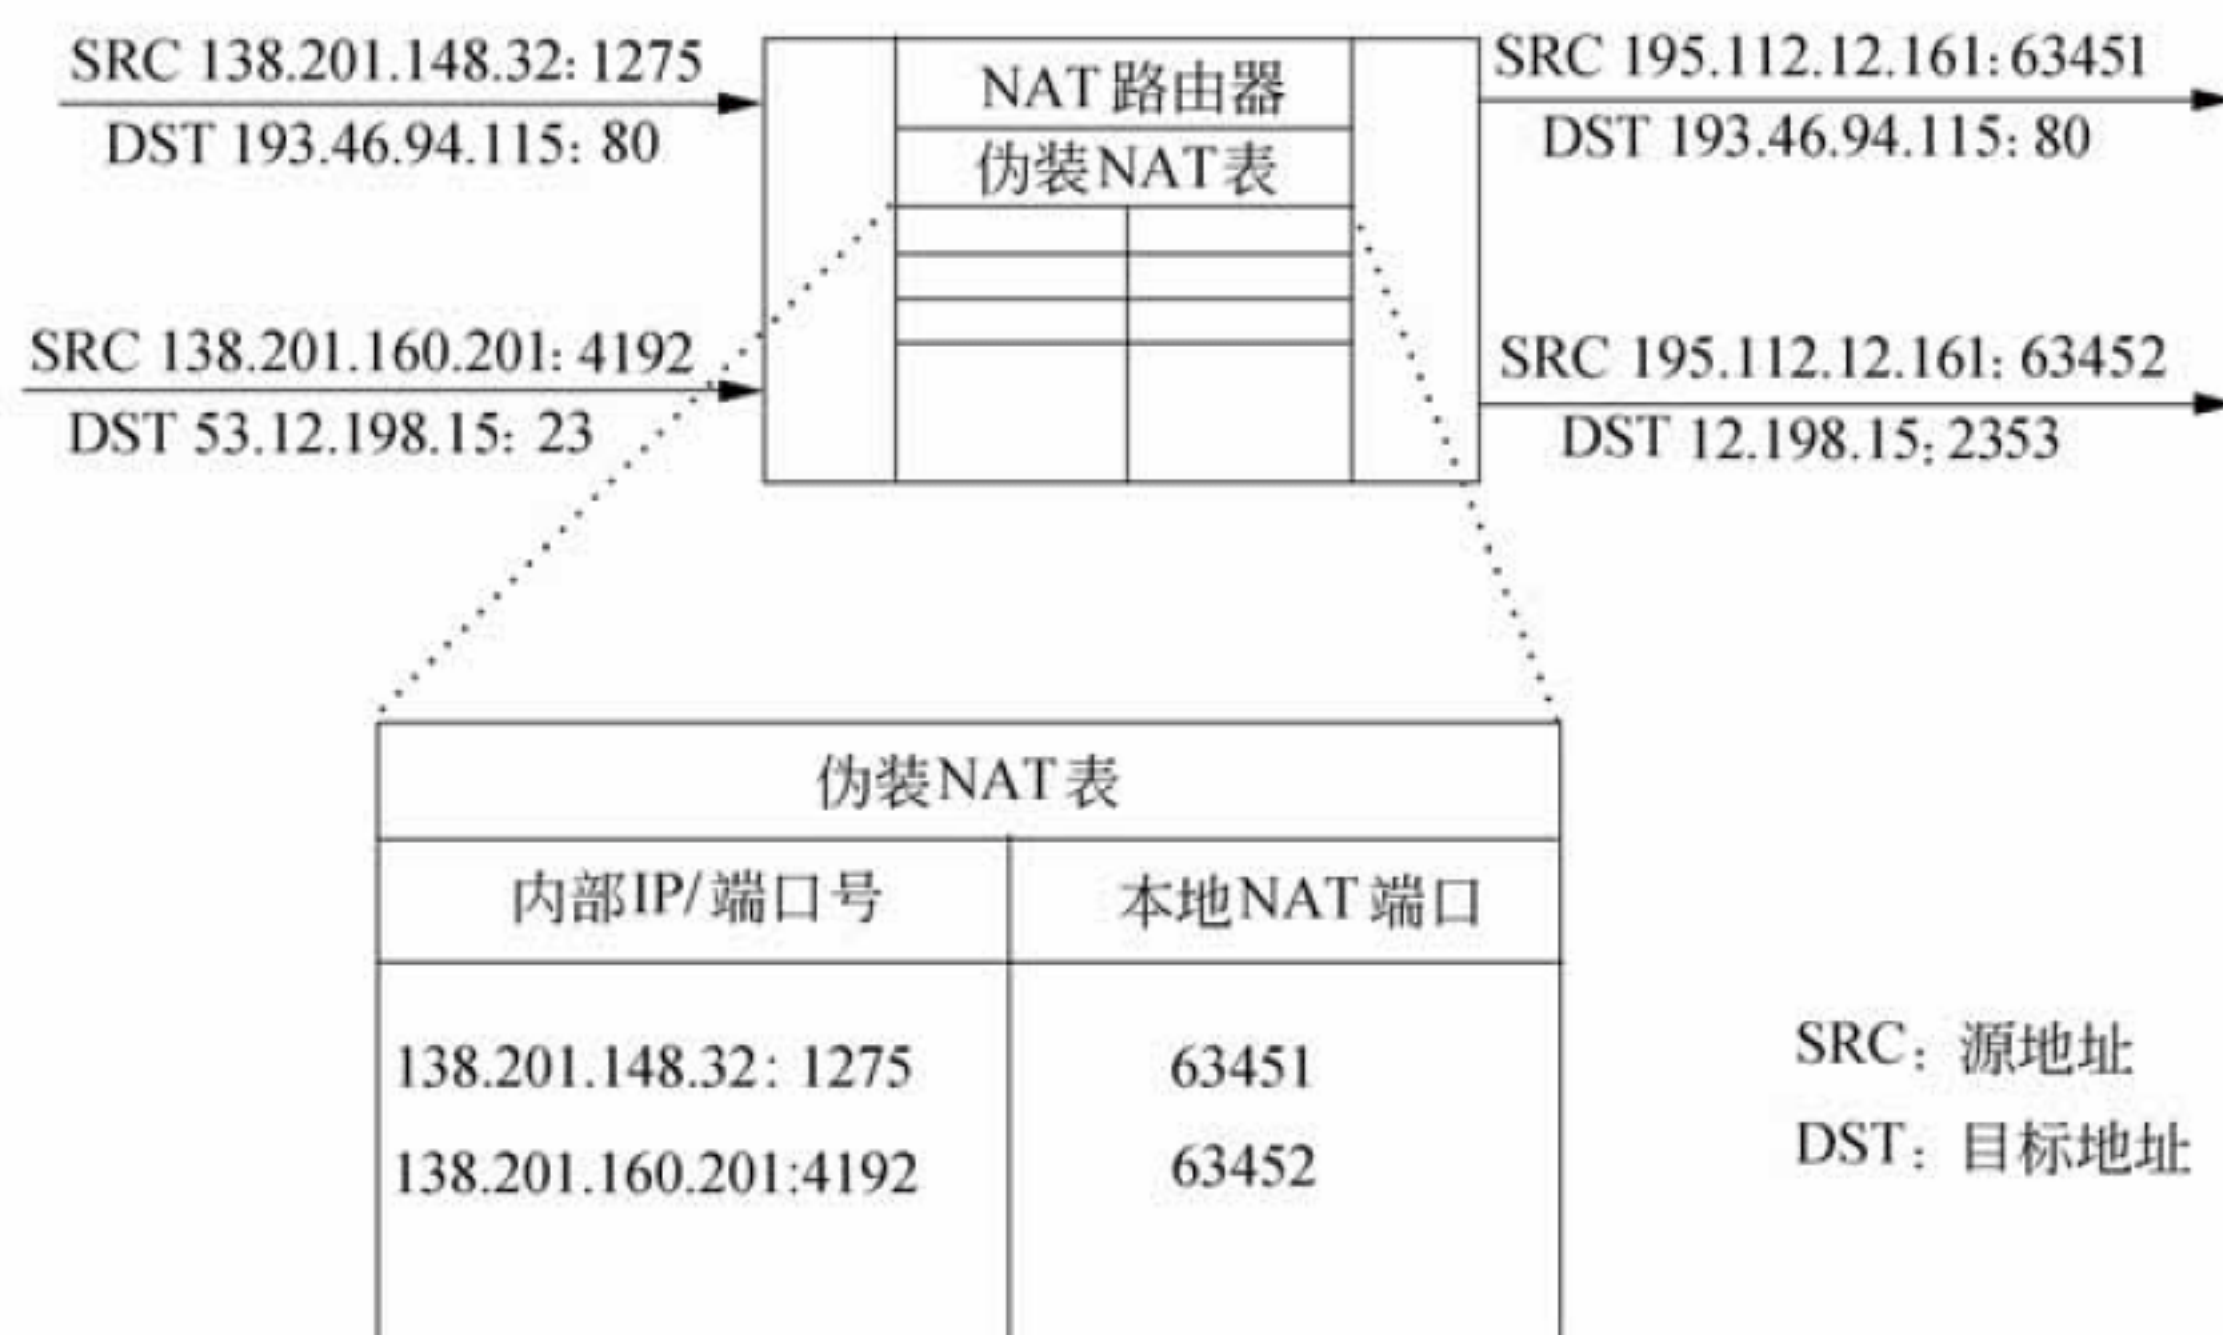 SRC 138.201.148.32: 1275
DST 193.46.94.115: 80
NAT路由器
伪装NAT表
SRC 195.112.12.161: 63451
DST 193.46.94.115: 80
SRC 138.201.160.201: 4192
DST 53.12.198.15: 23
SRC 195.112.12.161: 63452
DST 12.198.15: 2353
伪装NAT表
内部IP/端口号 本地NAT端口
138.201.148.32: 1275 63451
138.201.160.201:4192 63452
SRC: 源地址
DST: 目标地址